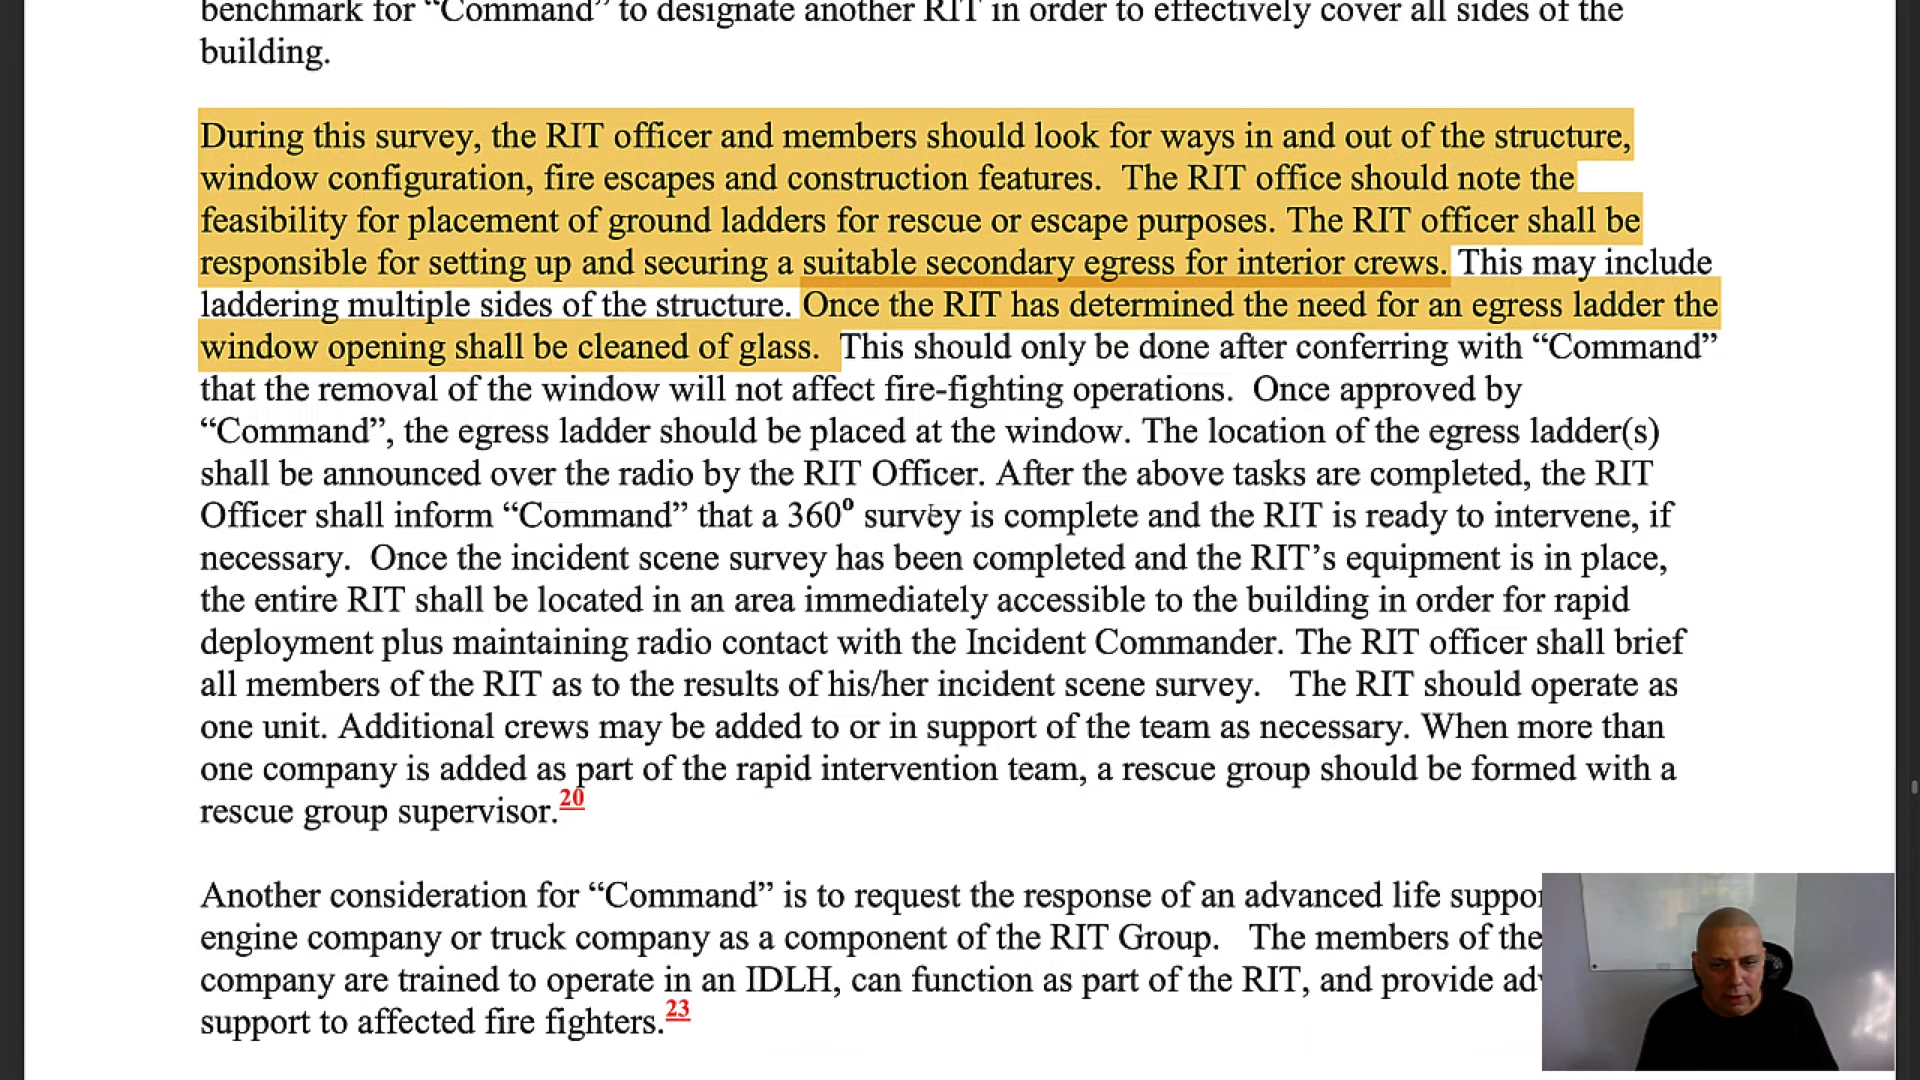 benchmark for “Command” to designate another RIT in order to effectively cover all sides of the
building.
During this survey, the RIT officer and members should look for ways in and out of the structure,
window configuration, fire escapes and construction features.  The RIT office should note the
feasibility for placement of ground ladders for rescue or escape purposes. The RIT officer shall be
responsible for setting up and securing a suitable secondary egress for interior crews. This may include
laddering multiple sides of the structure. Once the RIT has determined the need for an egress ladder the
window opening shall be cleaned of glass.  This should only be done after conferring with “Command”
that the removal of the window will not affect fire-fighting operations.  Once approved by
“Command”, the egress ladder should be placed at the window. The location of the egress ladder(s)
shall be announced over the radio by the RIT Officer. After the above tasks are completed, the RIT
Officer shall inform “Command” that a 360⁰ survey is complete and the RIT is ready to intervene, if
necessary.  Once the incident scene survey has been completed and the RIT’s equipment is in place,
the entire RIT shall be located in an area immediately accessible to the building in order for rapid
deployment plus maintaining radio contact with the Incident Commander. The RIT officer shall brief
all members of the RIT as to the results of his/her incident scene survey.   The RIT should operate as
one unit. Additional crews may be added to or in support of the team as necessary. When more than
one company is added as part of the rapid intervention team, a rescue group should be formed with a
rescue group supervisor.20
Another consideration for “Command” is to request the response of an advanced life
engine company or truck company as a component of the RIT Group.   The members of the
company are trained to operate in an IDLH, can function as part of the RIT, and provide
support to affected fire fighters.23